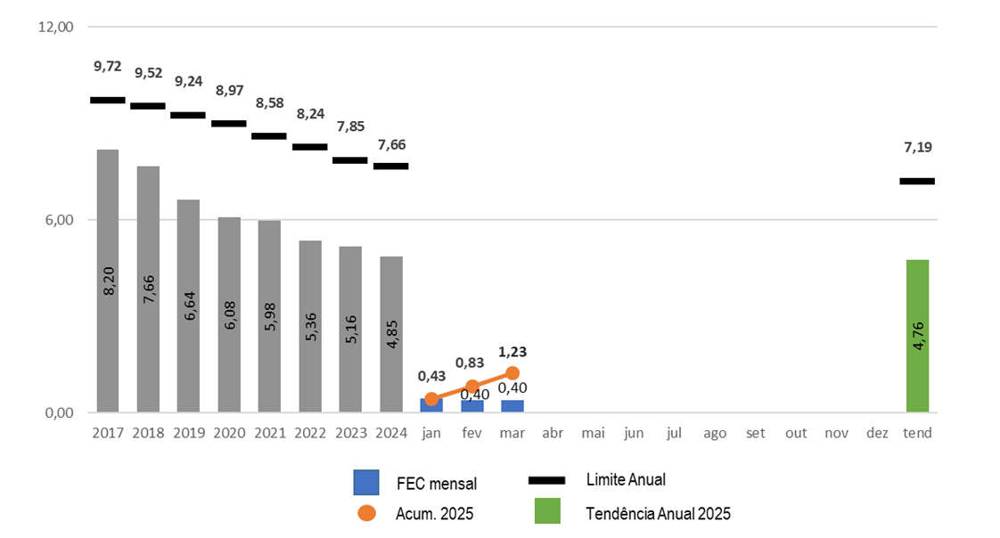 12,00
9,72 9,52 9,24 8,97 8,58 8,24 7,85 7,66 7,19
6,00
8,20 7,66 6,64 6,08 5,98 5,36 5,16 4,85 4,76
0,43 0,83 1,23
0,40 0,40
0,00
2017 2018 2019 2020 2021 2022 2023 2024 jan fev mar abr mai jun jul ago set out nov dez tend
FEC mensal Limite Anual
Acum. 2025 Tendência Anual 2025